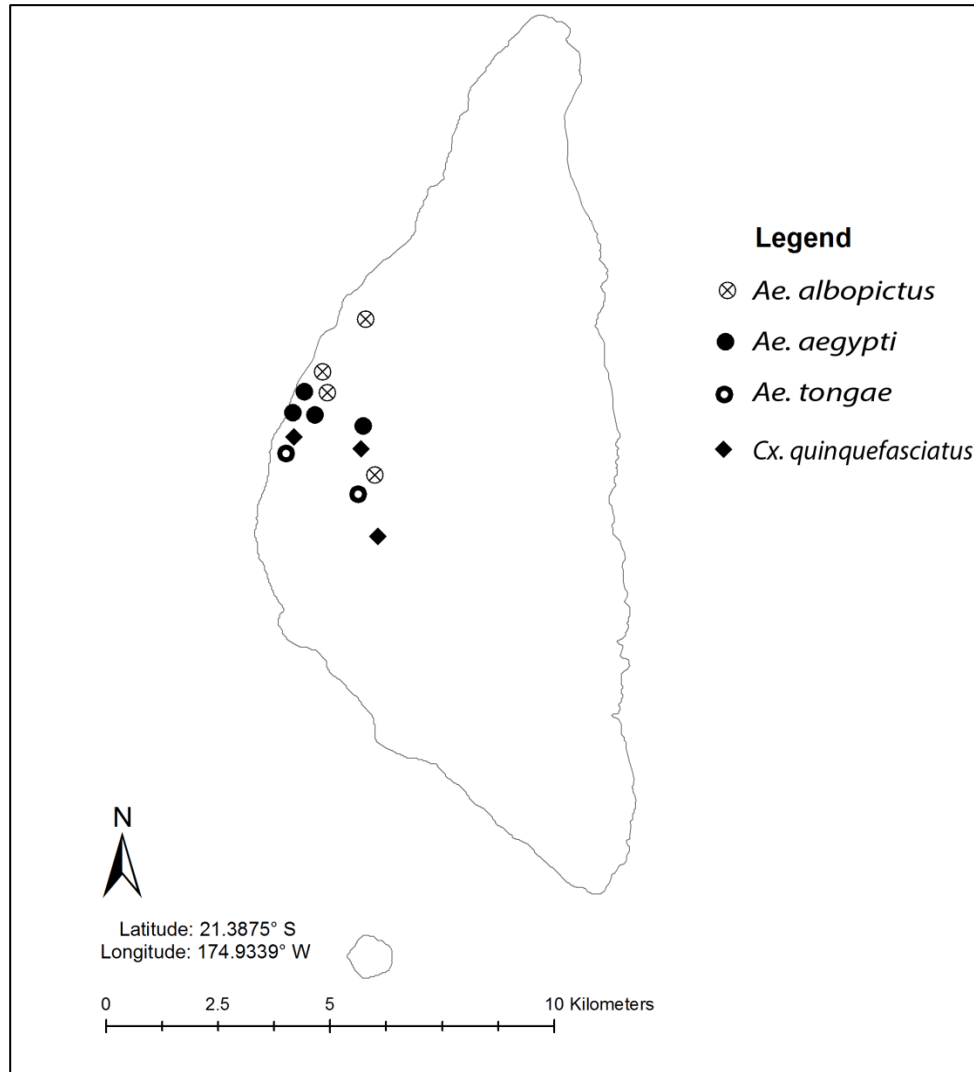 Legend
Ae. albopictus
Ae. aegypti
Ae. tongae
Cx. quinquefasciatus
N
Latitude: 21.3875° S
Longitude: 174.9339° W
0 2.5 5 10 Kilometers